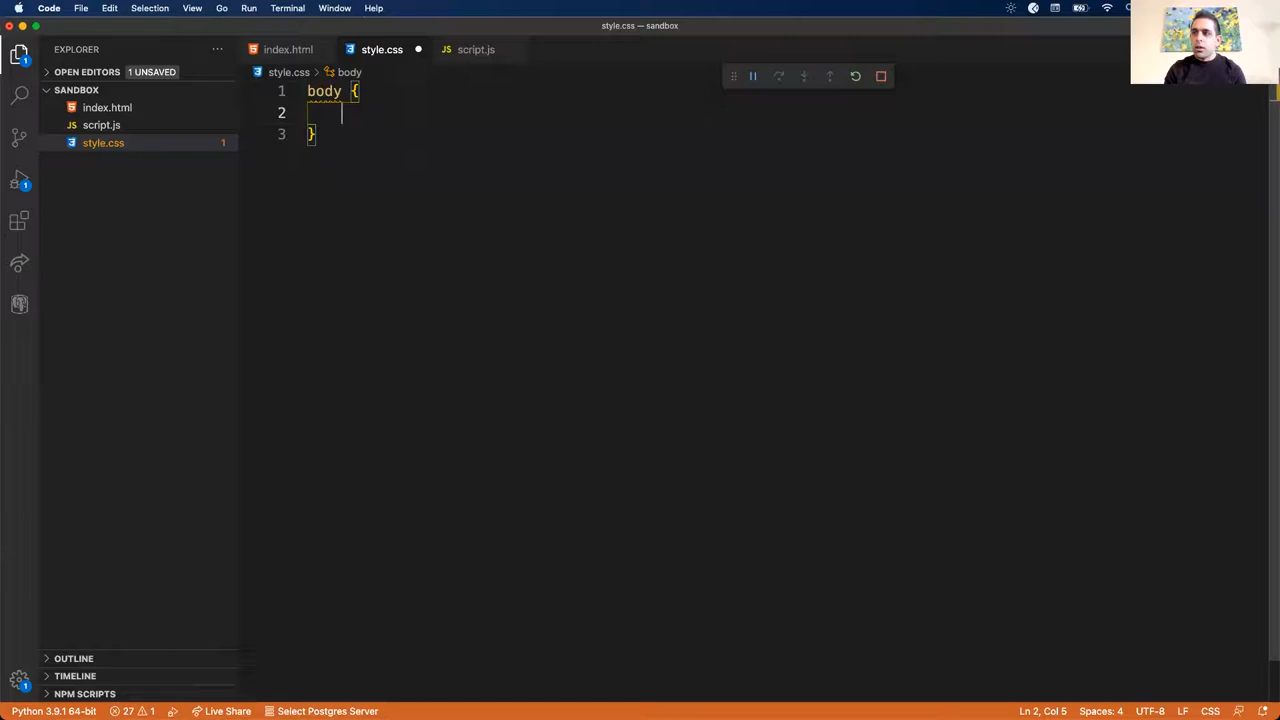 Code File Edit Selection View Go Run Terminal Window Help
style.css — sandbox
EXPLORER
index.html
style.css
script.js
OPEN EDITORS 1 UNSAVED
style.css > body
SANDBOX
index.html
script.js
style.css 1
1 body {
2
3 }
1
1
1
OUTLINE
TIMELINE
NPM SCRIPTS
Python 3.9.1 64-bit 27 1 Live Share Select Postgres Server Ln 2, Col 5 Spaces: 4 UTF-8 LF CSS